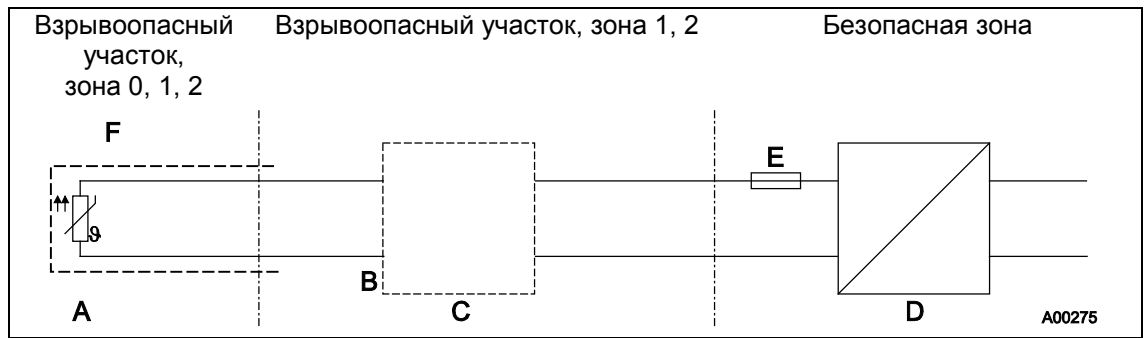 Взрывоопасный
участок,
зона 0, 1, 2
Взрывоопасный участок, зона 1, 2
Безопасная зона
F
E
ϑ
B
A
C
D
A00275